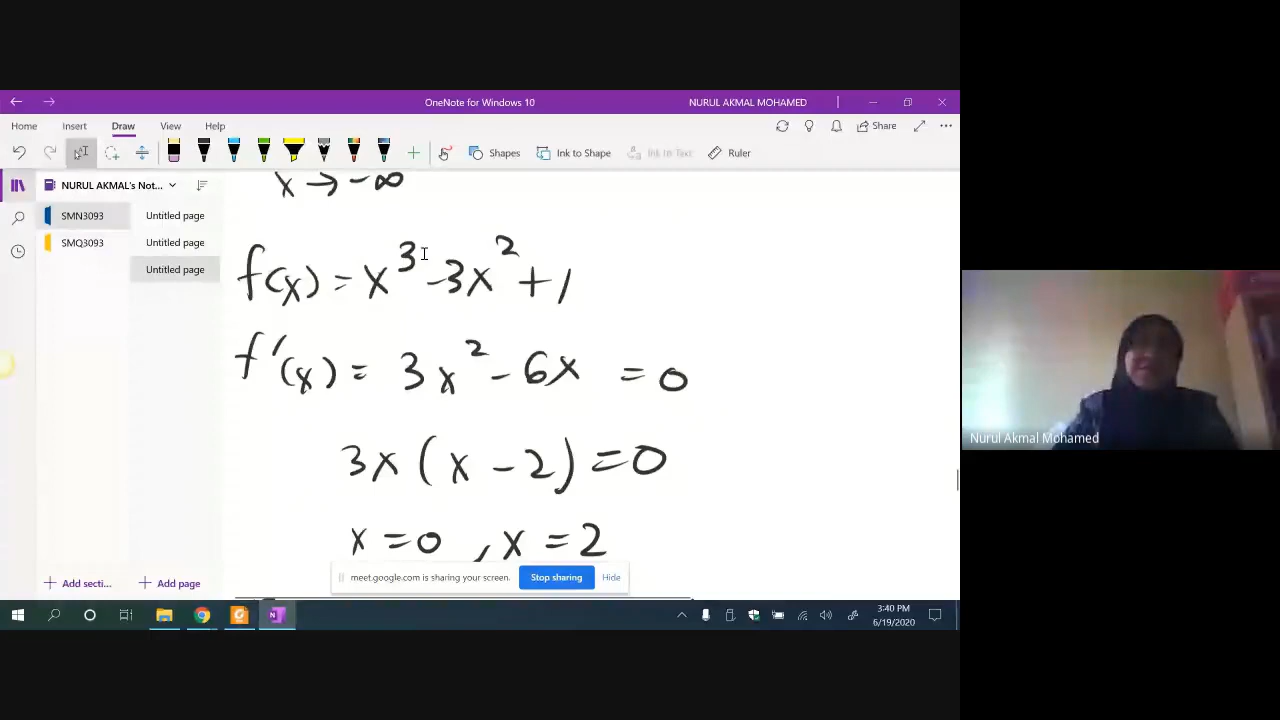 OneNote for Windows 10
NURUL AKMAL MOHAMED
Home Insert Draw View Help
Share
Shapes Ink to Shape Ink to Text Ruler
NURUL AKMAL's Not...
SMN3093
SMQ3093
Untitled page
Untitled page
Untitled page
x → -∞
f(x) = x³ - 3x² + 1
f'(x) = 3x² - 6x = 0
3x (x - 2) = 0
x = 0 , x = 2
meet.google.com is sharing your screen. Stop sharing Hide
Add secti... Add page
3:40 PM
6/19/2020
Nurul Akmal Mohamed